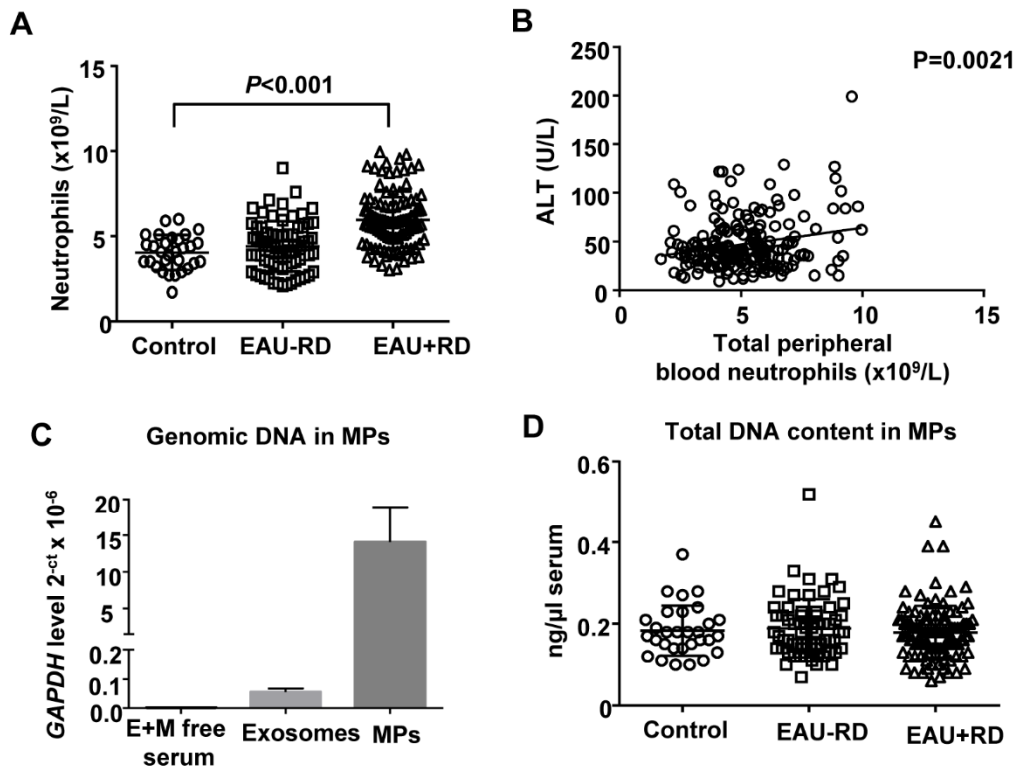 A
Neutrophils (x10⁹/L)
15
10
5
0
P<0.001
Control EAU-RD EAU+RD
B
P=0.0021
ALT (U/L)
250
200
150
100
50
0
0 5 10 15
Total peripheral
blood neutrophils (x10⁹/L)
C
Genomic DNA in MPs
GAPDH level 2⁻ᶜᵗ x 10⁻⁶
20
15
10
5
0.2
0.1
0.0
E+M free
serum
Exosomes
MPs
D
Total DNA content in MPs
ng/µl serum
0.6
0.4
0.2
0.0
Control EAU-RD EAU+RD